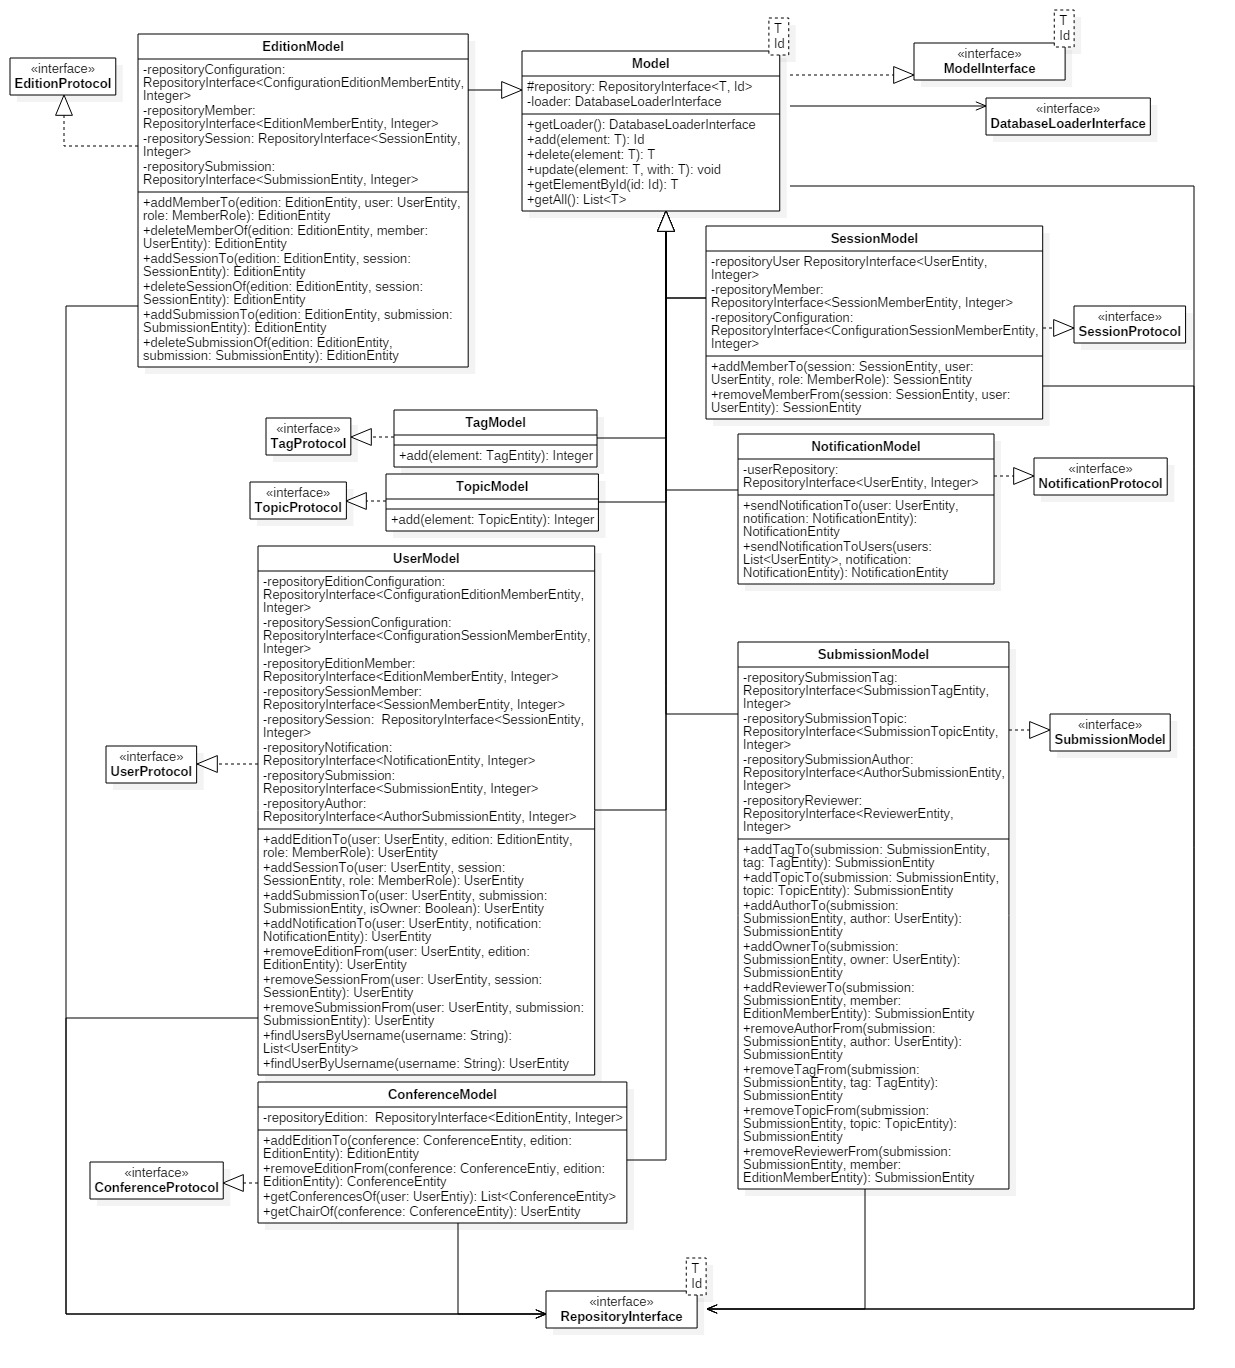 EditionModel
-repositoryConfiguration:
RepositoryInterface<ConfigurationEditionMemberEntity,
Integer>
-repositoryMember:
RepositoryInterface<EditionMemberEntity, Integer>
-repositorySession: RepositoryInterface<SessionEntity,
Integer>
-repositorySubmission:
RepositoryInterface<SubmissionEntity, Integer>
+addMemberTo(edition: EditionEntity, user: UserEntity,
role: MemberRole): EditionEntity
+deleteMemberOf(edition: EditionEntity, member:
UserEntity): EditionEntity
+addSessionTo(edition: EditionEntity, session:
SessionEntity): EditionEntity
+deleteSessionOf(edition: EditionEntity, session:
SessionEntity): EditionEntity
+addSubmissionTo(edition: EditionEntity, submission:
SubmissionEntity): EditionEntity
+deleteSubmissionOf(edition: EditionEntity,
submission: SubmissionEntity): EditionEntity
«interface»
EditionProtocol
T
Id
Model
#repository: RepositoryInterface<T, Id>
-loader: DatabaseLoaderInterface
+getLoader(): DatabaseLoaderInterface
+add(element: T): Id
+delete(element: T): T
+update(element: T, with: T): void
+getElementById(id: Id): T
+getAll(): List<T>
T
Id
«interface»
ModelInterface
«interface»
DatabaseLoaderInterface
SessionModel
-repositoryUser RepositoryInterface<UserEntity,
Integer>
-repositoryMember:
RepositoryInterface<SessionMemberEntity, Integer>
-repositoryConfiguration:
RepositoryInterface<ConfigurationSessionMemberEntity,
Integer>
+addMemberTo(session: SessionEntity, user:
UserEntity, role: MemberRole): SessionEntity
+removeMemberFrom(session: SessionEntity, user:
UserEntity): SessionEntity
«interface»
SessionProtocol
«interface»
TagProtocol
TagModel
+add(element: TagEntity): Integer
«interface»
TopicProtocol
TopicModel
+add(element: TopicEntity): Integer
NotificationModel
-userRepository:
RepositoryInterface<UserEntity, Integer>
+sendNotificationTo(user: UserEntity,
notification: NotificationEntity):
NotificationEntity
+sendNotificationToUsers(users:
List<UserEntity>, notification:
NotificationEntity): NotificationEntity
«interface»
NotificationProtocol
UserModel
-repositoryEditionConfiguration:
RepositoryInterface<ConfigurationEditionMemberEntity,
Integer>
-repositorySessionConfiguration:
RepositoryInterface<ConfigurationSessionMemberEntity,
Integer>
-repositoryEditionMember:
RepositoryInterface<EditionMemberEntity, Integer>
-repositorySessionMember:
RepositoryInterface<SessionMemberEntity, Integer>
-repositorySession: RepositoryInterface<SessionEntity,
Integer>
-repositoryNotification:
RepositoryInterface<NotificationEntity, Integer>
-repositorySubmission:
RepositoryInterface<SubmissionEntity, Integer>
-repositoryAuthor:
RepositoryInterface<AuthorSubmissionEntity, Integer>
+addEditionTo(user: UserEntity, edition: EditionEntity,
role: MemberRole): UserEntity
+addSessionTo(user: UserEntity, session:
SessionEntity, role: MemberRole): UserEntity
+addSubmissionTo(user: UserEntity, submission:
SubmissionEntity, isOwner: Boolean): UserEntity
+addNotificationTo(user: UserEntity, notification:
NotificationEntity): UserEntity
+removeEditionFrom(user: UserEntity, edition:
EditionEntity): UserEntity
+removeSessionFrom(user: UserEntity, session:
SessionEntity): UserEntity
+removeSubmissionFrom(user: UserEntity, submission:
SubmissionEntity): UserEntity
+findUsersByUsername(username: String):
List<UserEntity>
+findUserByUsername(username: String): UserEntity
«interface»
UserProtocol
SubmissionModel
-repositorySubmissionTag:
RepositoryInterface<SubmissionTagEntity,
Integer>
-repositorySubmissionTopic:
RepositoryInterface<SubmissionTopicEntity,
Integer>
-repositorySubmissionAuthor:
RepositoryInterface<AuthorSubmissionEntity,
Integer>
-repositoryReviewer:
RepositoryInterface<ReviewerEntity,
Integer>
+addTagTo(submission: SubmissionEntity,
tag: TagEntity): SubmissionEntity
+addTopicTo(submission: SubmissionEntity,
topic: TopicEntity): SubmissionEntity
+addAuthorTo(submission:
SubmissionEntity, author: UserEntity):
SubmissionEntity
+addOwnerTo(submission:
SubmissionEntity, owner: UserEntity):
SubmissionEntity
+addReviewerTo(submission:
SubmissionEntity, member:
EditionMemberEntity): SubmissionEntity
+removeAuthorFrom(submission:
SubmissionEntity, author: UserEntity):
SubmissionEntity
+removeTagFrom(submission:
SubmissionEntity, tag: TagEntity):
SubmissionEntity
+removeTopicFrom(submission:
SubmissionEntity, topic: TopicEntity):
SubmissionEntity
+removeReviewerFrom(submission:
SubmissionEntity, member:
EditionMemberEntity): SubmissionEntity
«interface»
SubmissionModel
ConferenceModel
-repositoryEdition: RepositoryInterface<EditionEntity, Integer>
+addEditionTo(conference: ConferenceEntity, edition:
EditionEntity): EditionEntity
+removeEditionFrom(conference: ConferenceEntiy, edition:
EditionEntity): ConferenceEntity
+getConferencesOf(user: UserEntiy): List<ConferenceEntity>
+getChairOf(conference: ConferenceEntity): UserEntity
«interface»
ConferenceProtocol
T
Id
«interface»
RepositoryInterface